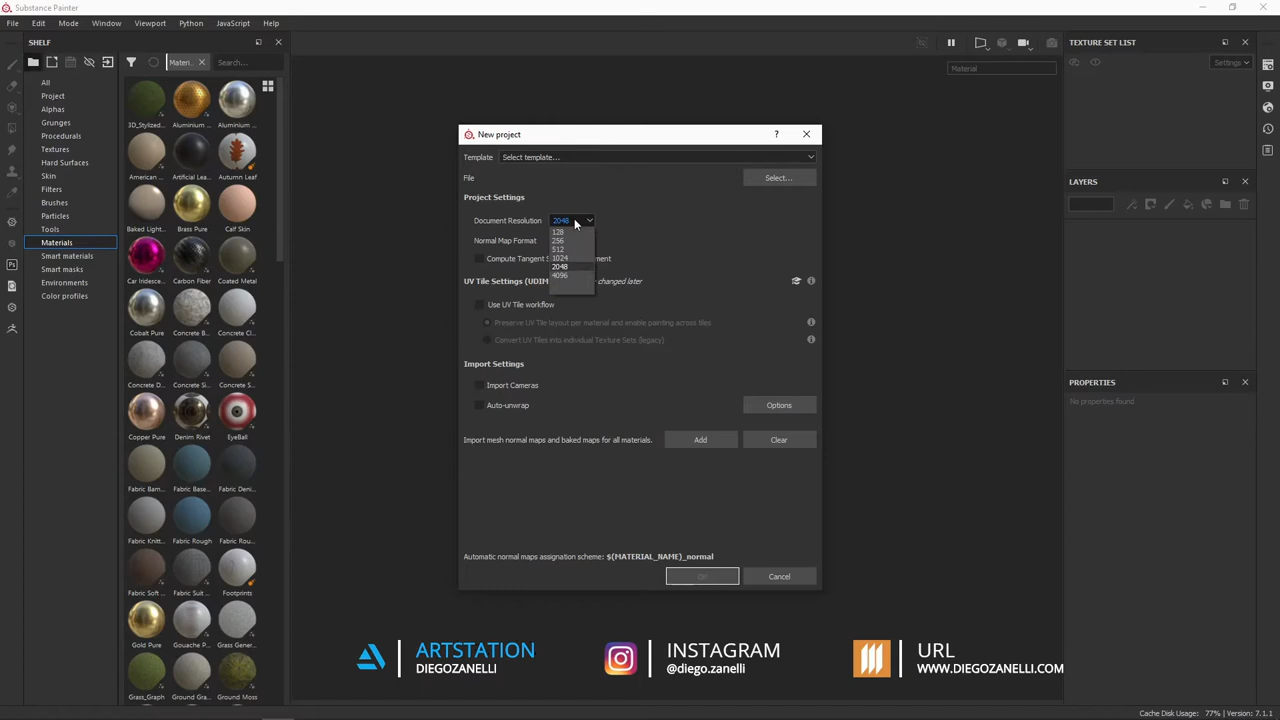 Substance Painter
File Edit Mode Window Viewport Python JavaScript Help
SHELF
Materi...
Search...
All
Project
Alphas
Grunges
Procedurals
Textures
Hard Surfaces
Skin
Filters
Brushes
Particles
Tools
Materials
Smart materials
Smart masks
Environments
Color profiles
3D_Stylized... Aluminium ... Aluminium ...
American ... Artificial Lea... Autumn Leaf
Baked Light... Brass Pure Calf Skin
Car Iridesce... Carbon Fiber Coated Metal
Cobalt Pure Concrete B... Concrete Cl...
Concrete D... Concrete Si... Concrete S...
Copper Pure Denim Rivet EyeBall
Fabric Bam... Fabric Base... Fabric Deni...
Fabric Knitt... Fabric Rough Fabric Rou...
Fabric Soft ... Fabric Suit ... Footprints
Gold Pure Gouache P... Grass Gener...
Grass_Graph Ground Gra... Ground Moss
Material
New project
Template Select template...
File Select...
Project Settings
Document Resolution 2048
128
256
512
1024
2048
4096
Normal Map Format
Compute Tangent S
ment
UV Tile Settings (UDIM
changed later
Use UV Tile workflow
Preserve UV Tile layout per material and enable painting across tiles
Convert UV Tiles into individual Texture Sets (legacy)
Import Settings
Import Cameras
Auto-unwrap Options
Import mesh normal maps and baked maps for all materials. Add Clear
Automatic normal maps assignation scheme: $(MATERIAL_NAME)_normal
OK Cancel
TEXTURE SET LIST
Settings
LAYERS
PROPERTIES
No properties found
ARTSTATION
DIEGOZANELLI
INSTAGRAM
@diego.zanelli
URL
WWW.DIEGOZANELLI.COM
Cache Disk Usage: 77% | Version: 7.1.1